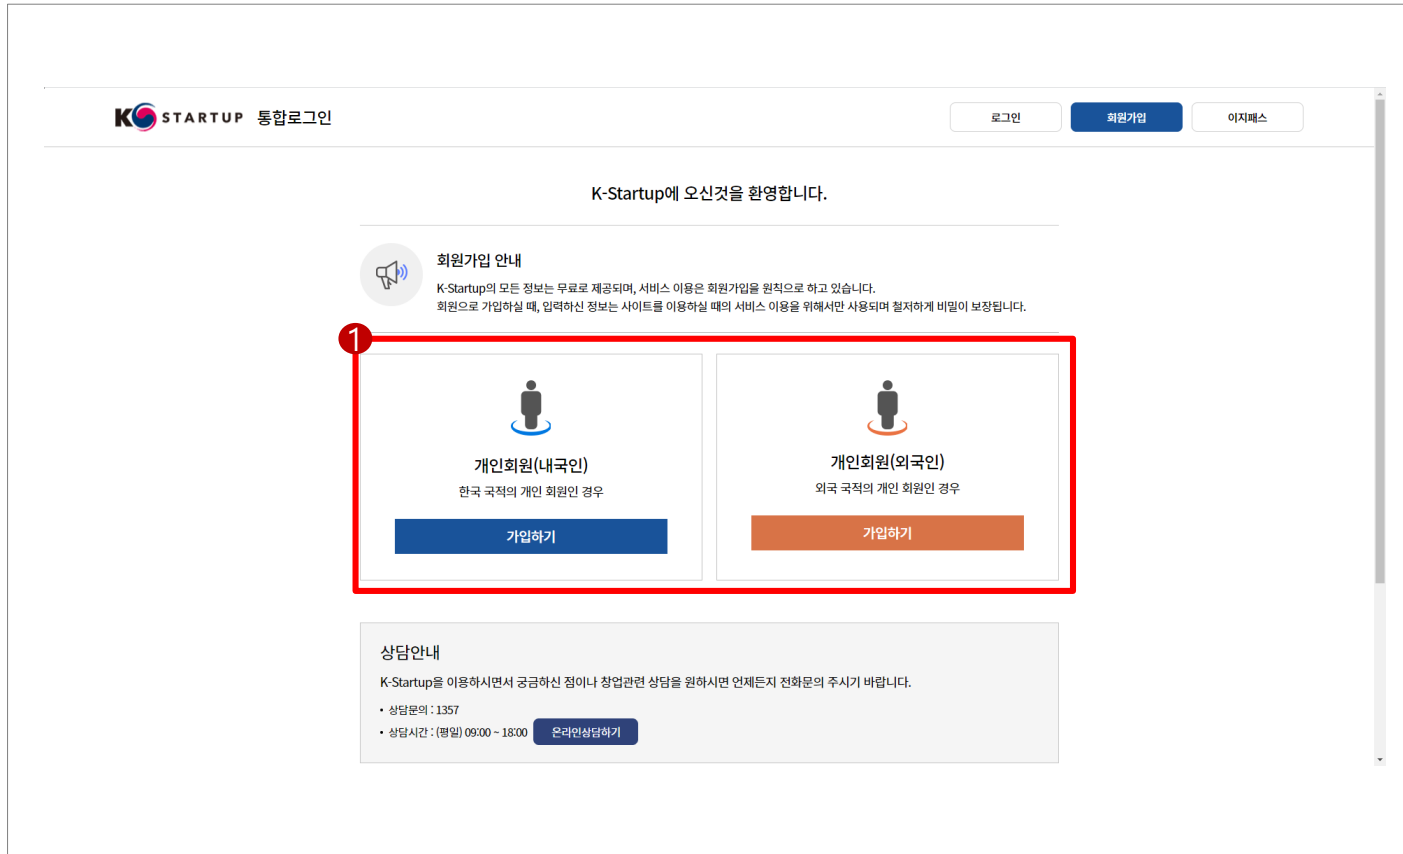 K STARTUP 통합로그인
로그인
회원가입
이지패스
K-Startup에 오신것을 환영합니다.
회원가입 안내
K-Startup의 모든 정보는 무료로 제공되며, 서비스 이용은 회원가입을 원칙으로 하고 있습니다.
회원으로 가입하실 때, 입력하신 정보는 사이트를 이용하실 때의 서비스 이용을 위해서만 사용되며 철저하게 비밀이 보장됩니다.
1
개인회원(내국인)
한국 국적의 개인 회원인 경우
가입하기
개인회원(외국인)
외국 국적의 개인 회원인 경우
가입하기
상담안내
K-Startup을 이용하시면서 궁금하신 점이나 창업관련 상담을 원하시면 언제든지 전화문의 주시기 바랍니다.
• 상담문의 : 1357
• 상담시간 : (평일) 09:00 ~ 18:00 온라인상담하기